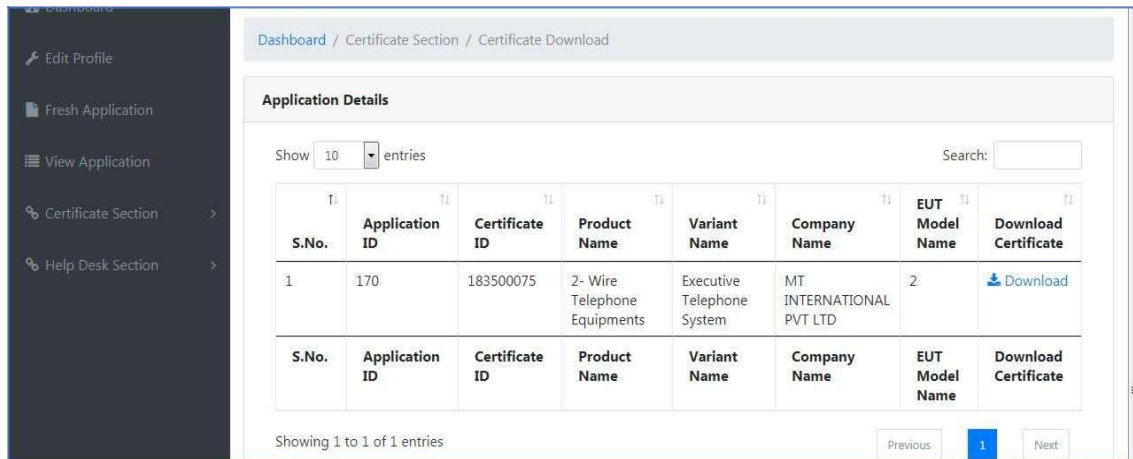 Dashboard
Edit Profile
Fresh Application
View Application
Certificate Section
Help Desk Section
Dashboard / Certificate Section / Certificate Download
Application Details
Show 10 entries
Search:
S.No. Application ID Certificate ID Product Name Variant Name Company Name EUT Model Name Download Certificate
1 170 183500075 2- Wire Telephone Equipments Executive Telephone System MT INTERNATIONAL PVT LTD 2 Download
S.No. Application ID Certificate ID Product Name Variant Name Company Name EUT Model Name Download Certificate
Showing 1 to 1 of 1 entries
Previous 1 Next